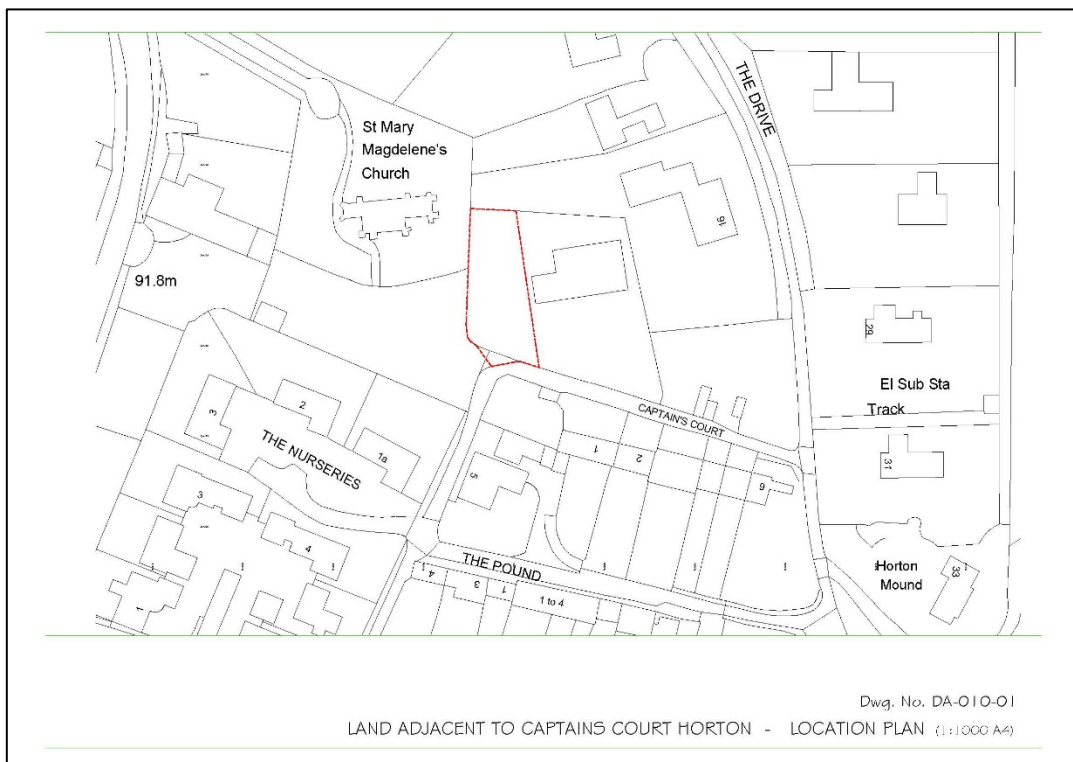 THE DRIVE
St Mary
Magdelene's
Church
16
91.8m
29
El Sub Sta
Track
CAPTAIN'S COURT
3
2
1a
THE NURSERIES
1
2
6
31
5
3
4
THE POUND
Horton
Mound
33
1
4
3
1
1 to 4
Dwg. No. DA-010-01
LAND ADJACENT TO CAPTAINS COURT HORTON - LOCATION PLAN (1:1000 A4)